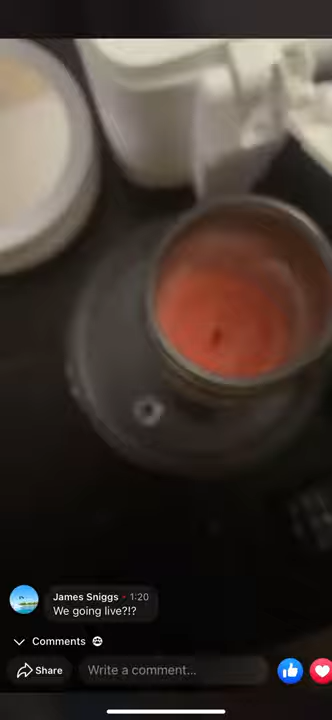 James Sniggs • 1:20
We going live?!?
Comments
Share
Write a comment...